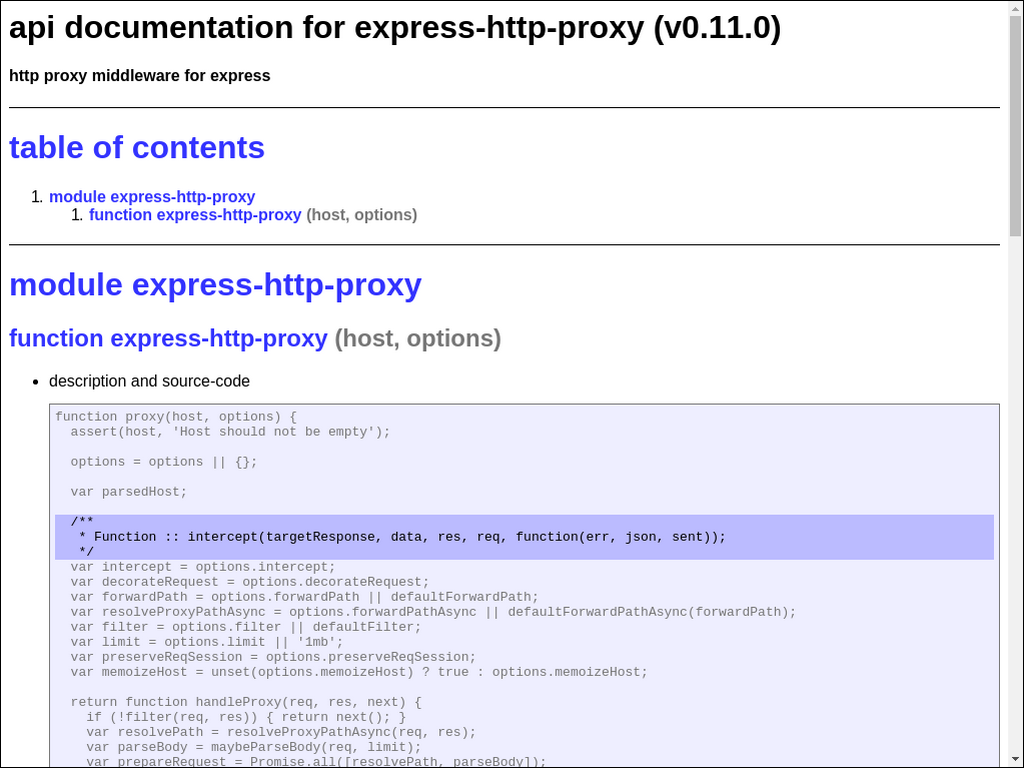 api documentation for express-http-proxy (v0.11.0)
http proxy middleware for express
table of contents
1. module express-http-proxy
1. function express-http-proxy (host, options)
module express-http-proxy
function express-http-proxy (host, options)
• description and source-code
function proxy(host, options) {
  assert(host, 'Host should not be empty');
  options = options || {};
  var parsedHost;
  /**
   * Function :: intercept(targetResponse, data, res, req, function(err, json, sent));
   */
  var intercept = options.intercept;
  var decorateRequest = options.decorateRequest;
  var forwardPath = options.forwardPath || defaultForwardPath;
  var resolveProxyPathAsync = options.forwardPathAsync || defaultForwardPathAsync(forwardPath);
  var filter = options.filter || defaultFilter;
  var limit = options.limit || '1mb';
  var preserveReqSession = options.preserveReqSession;
  var memoizeHost = unset(options.memoizeHost) ? true : options.memoizeHost;
  return function handleProxy(req, res, next) {
    if (!filter(req, res)) { return next(); }
    var resolvePath = resolveProxyPathAsync(req, res);
    var parseBody = maybeParseBody(req, limit);
    var prepareRequest = Promise.all([resolvePath, parseBody]);